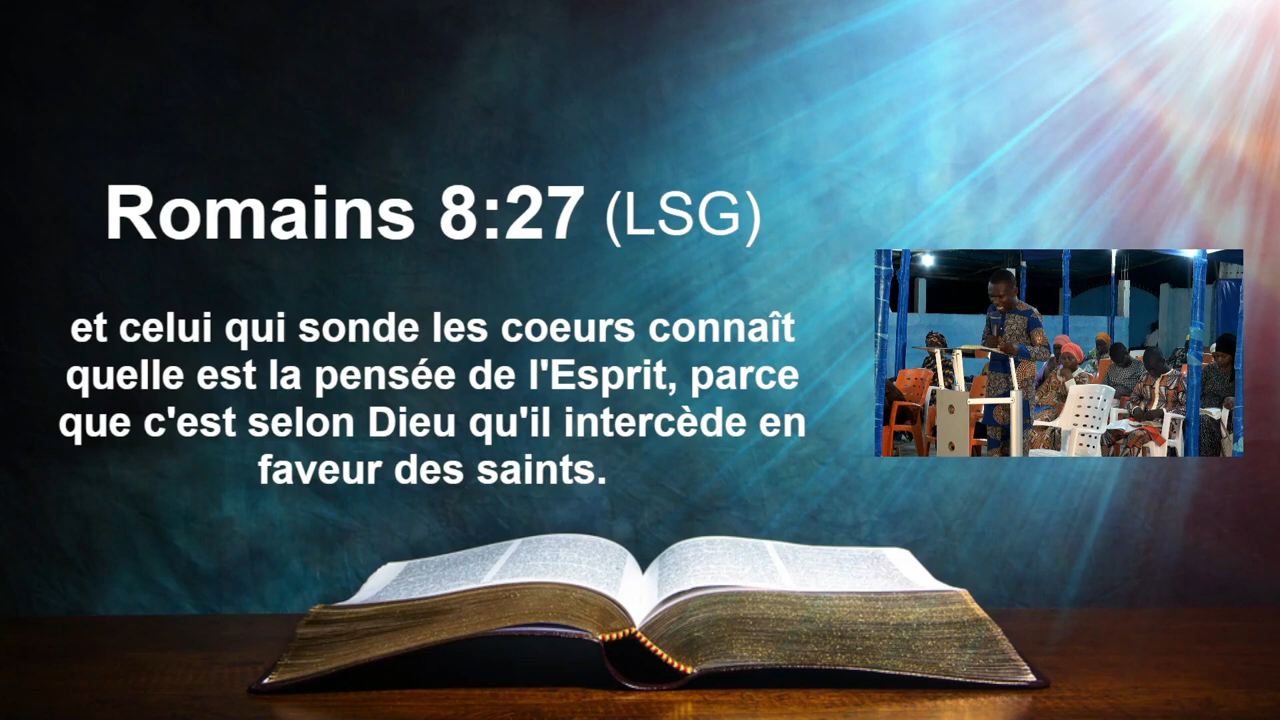 Romains 8:27 (LSG)
et celui qui sonde les coeurs connaît
quelle est la pensée de l'Esprit, parce
que c'est selon Dieu qu'il intercède en
faveur des saints.